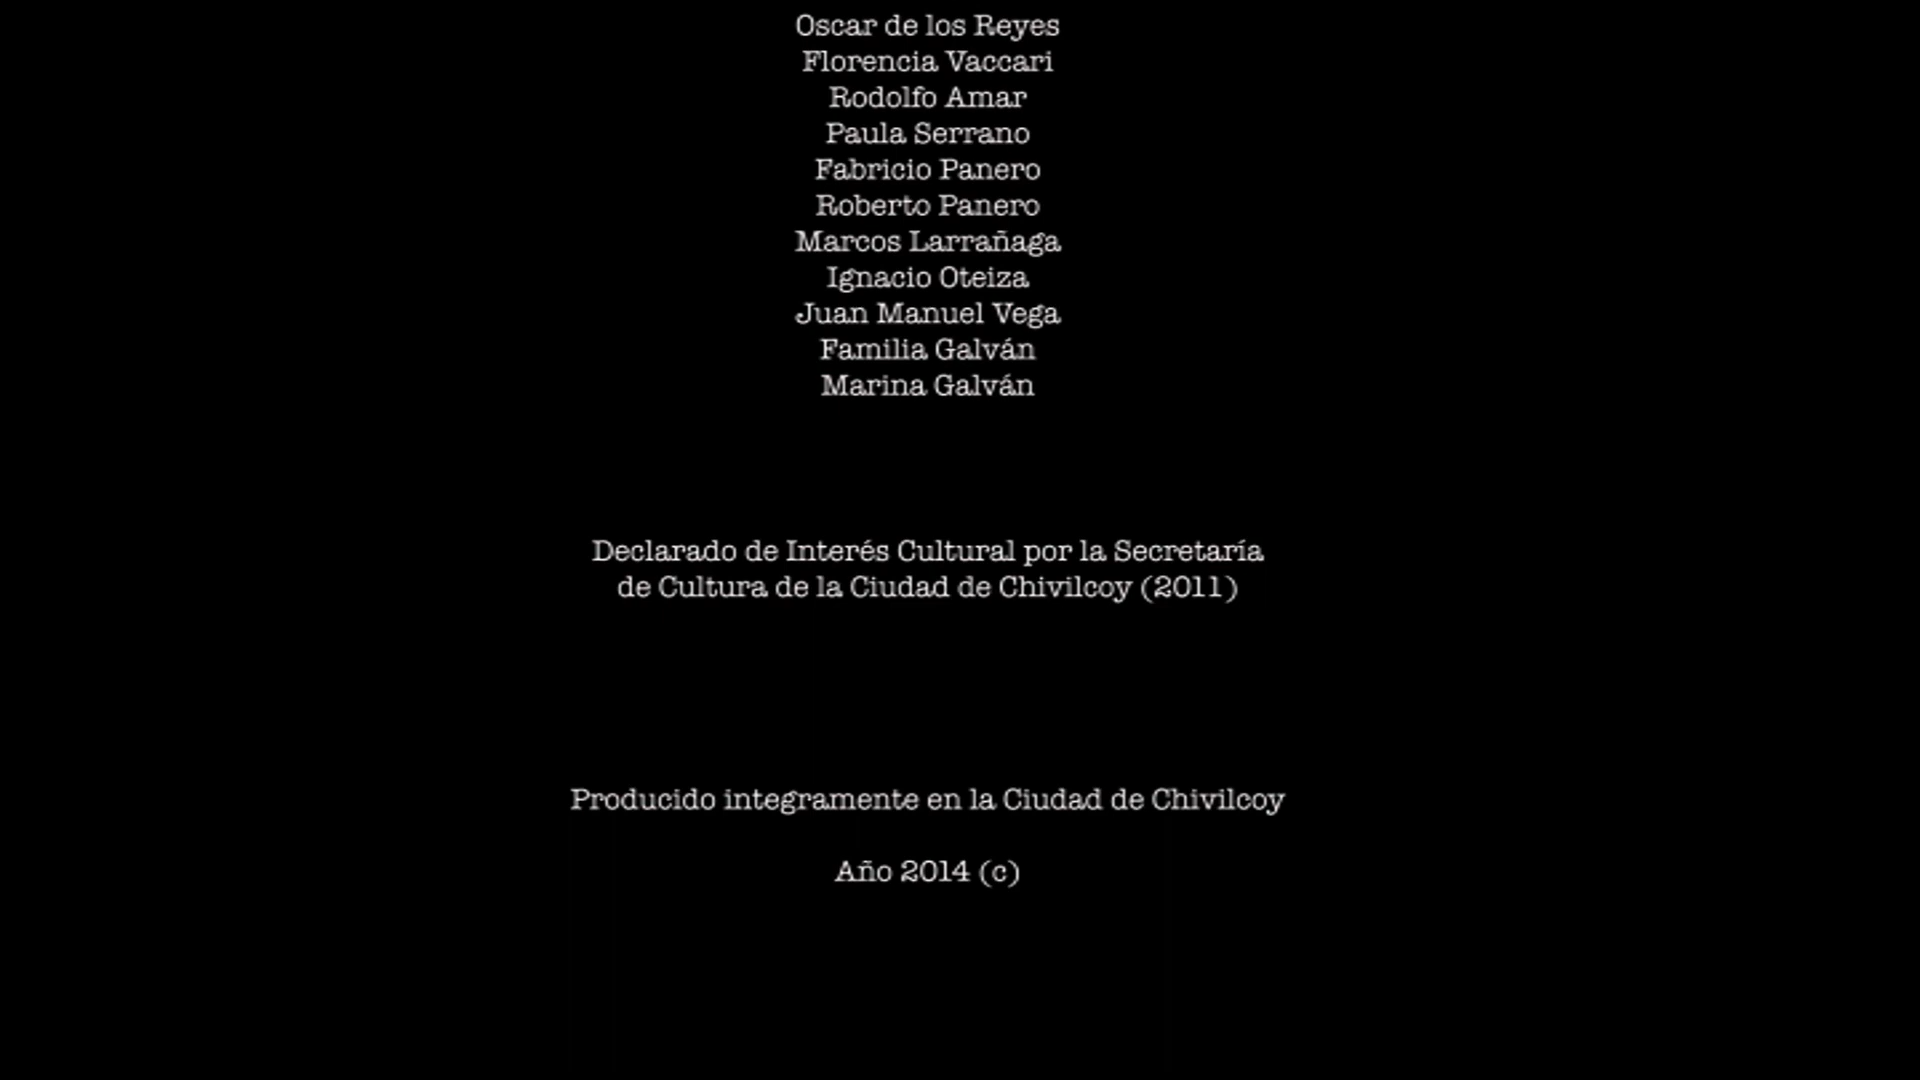 Oscar de los Reyes
Florencia Vaccari
Rodolfo Amar
Paula Serrano
Fabricio Panero
Roberto Panero
Marcos Larrañaga
Ignacio Oteiza
Juan Manuel Vega
Familia Galván
Marina Galván
Declarado de Interés Cultural por la Secretaría
de Cultura de la Ciudad de Chivilcoy (2011)
Producido integramente en la Ciudad de Chivilcoy
Año 2014 (c)